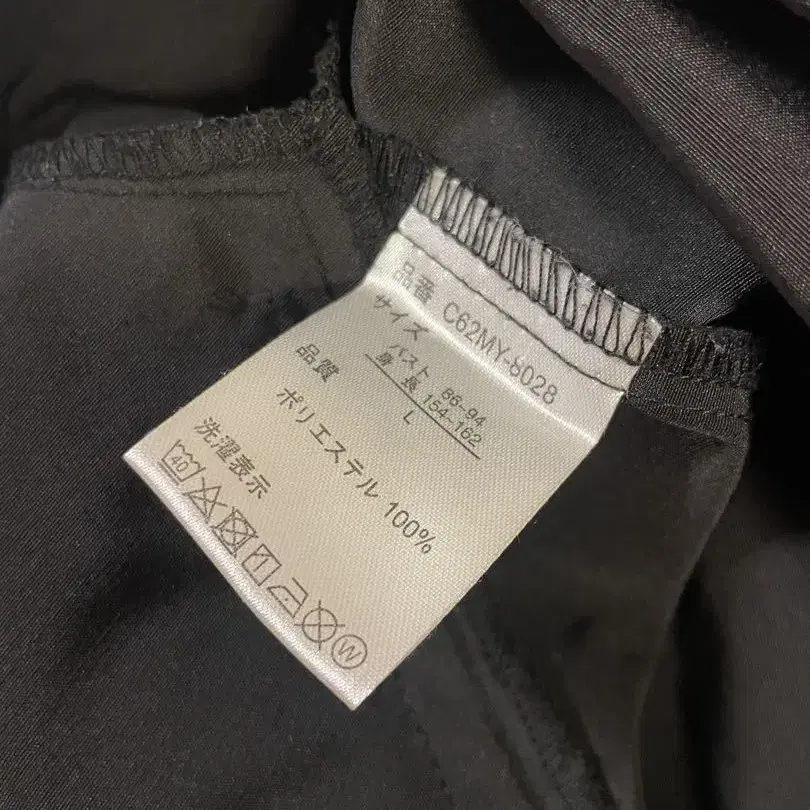 品番 C62MY-8028
サイズ バスト 86-94
身長 154-162
L
品質 ポリエステル 100%
洗濯表示
40
W